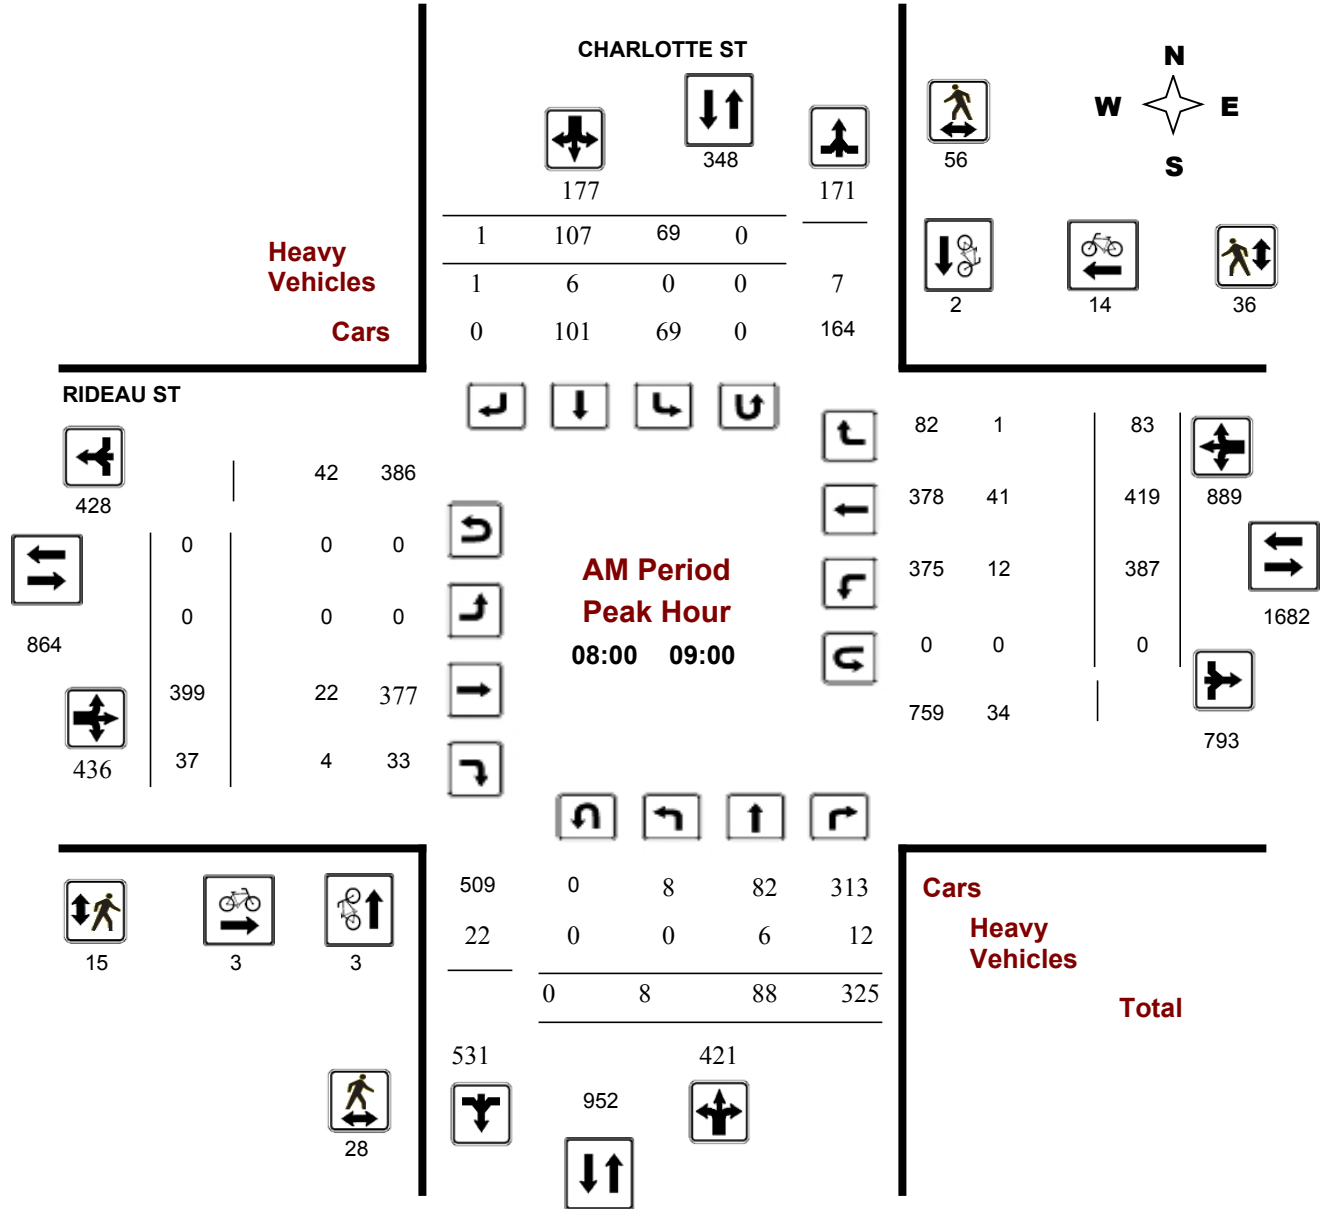 CHARLOTTE ST
N
W E
S
348
56
177
171
1 107 69 0
Heavy
Vehicles
1 6 0 0 7
Cars
0 101 69 0 164
2 14 36
RIDEAU ST
82 1 83
42 386
428
378 41 419 889
0 0 0
AM Period
375 12 387
Peak Hour
0 0 0
1682
864
08:00 09:00
0 0 0
399 22 377
759 34
793
436
37 4 33
509 0 8 82 313
Cars
22 0 0 6 12
Heavy
Vehicles
15 3 3
0 8 88 325
Total
531 421
952
28